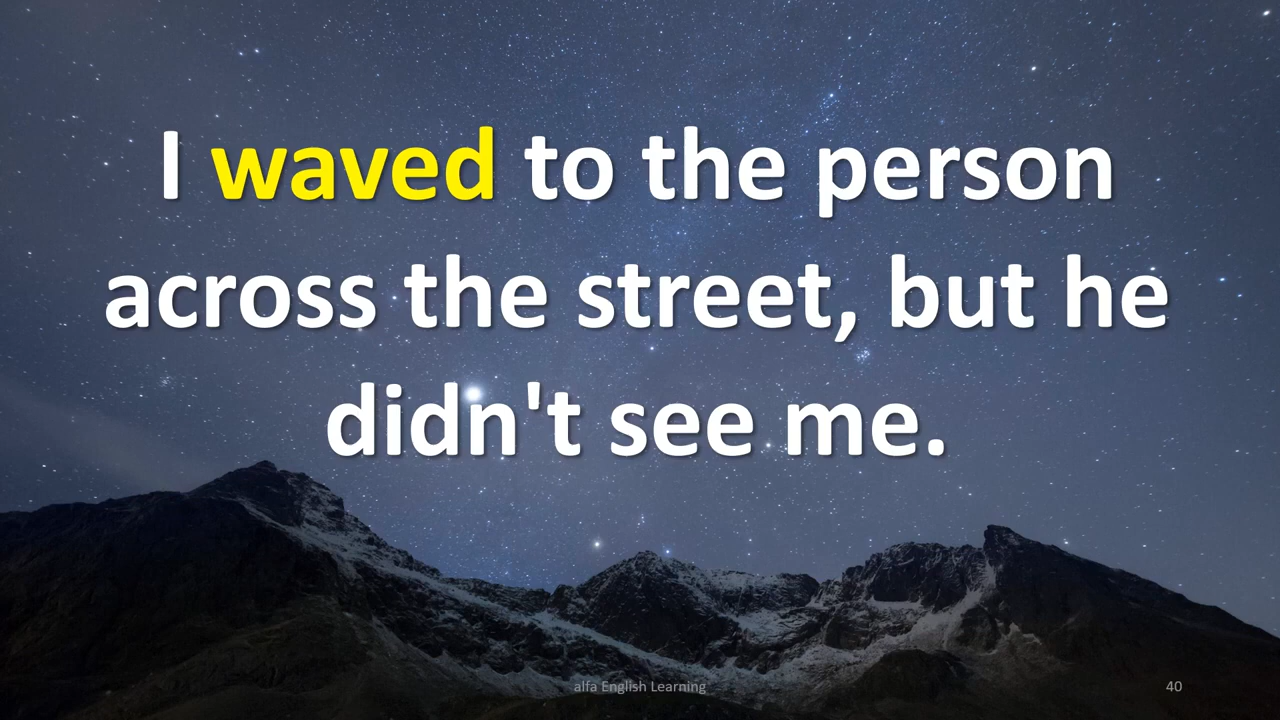 I waved to the person
across the street, but he
didn't see me.
alfa English Learning
40